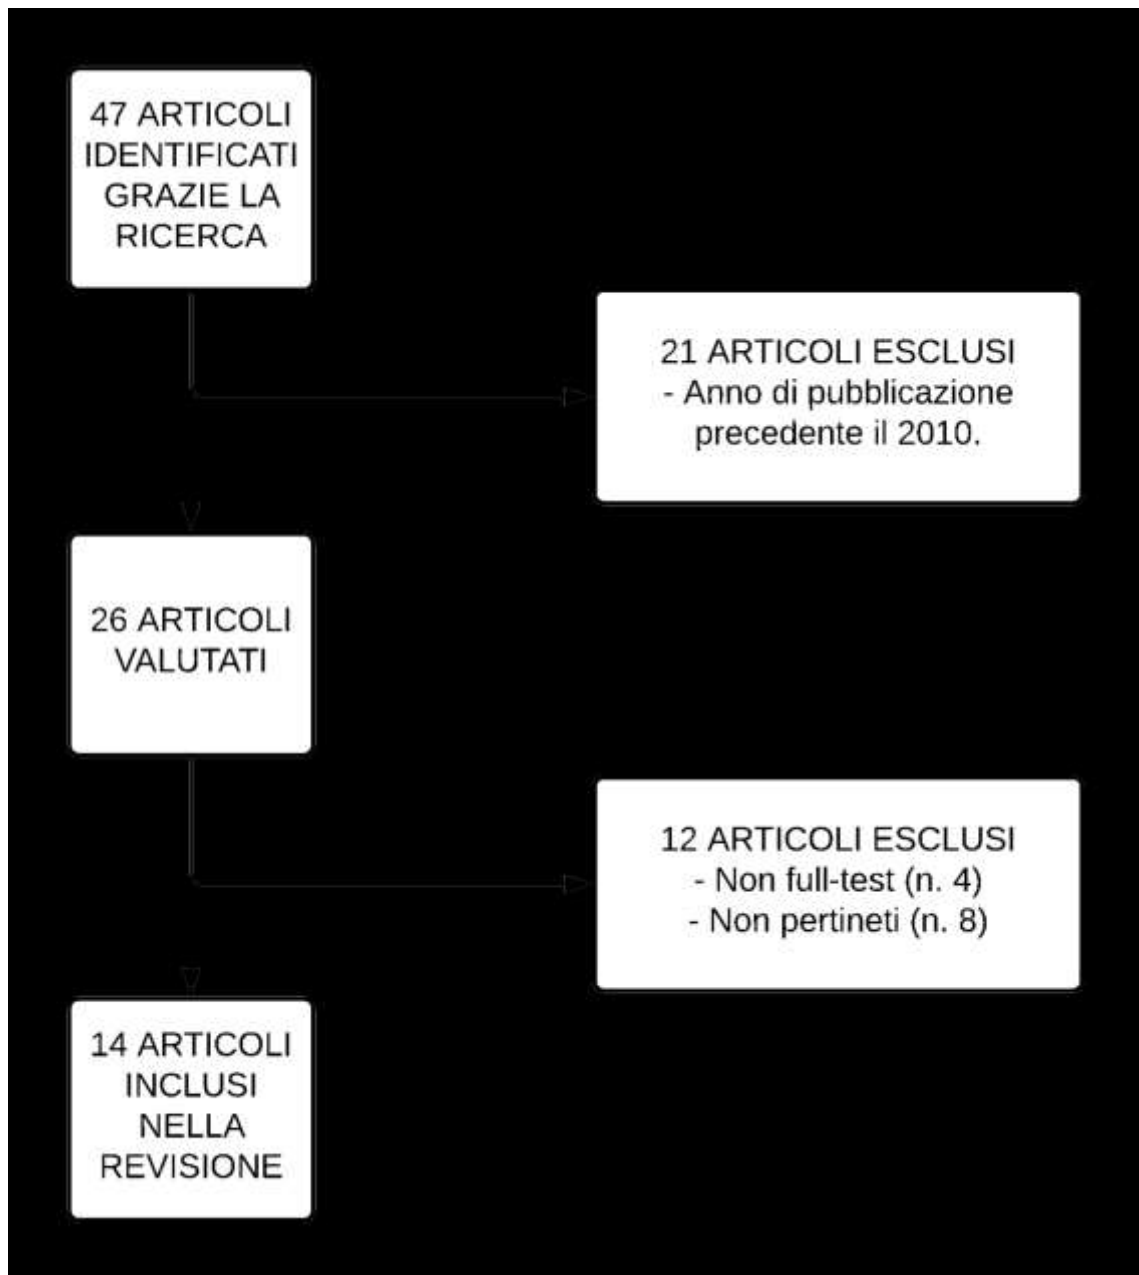 47 ARTICOLI
IDENTIFICATI
GRAZIE LA
RICERCA
21 ARTICOLI ESCLUSI
- Anno di pubblicazione
precedente il 2010.
26 ARTICOLI
VALUTATI
12 ARTICOLI ESCLUSI
- Non full-test (n. 4)
- Non pertineti (n. 8)
14 ARTICOLI
INCLUSI
NELLA
REVISIONE